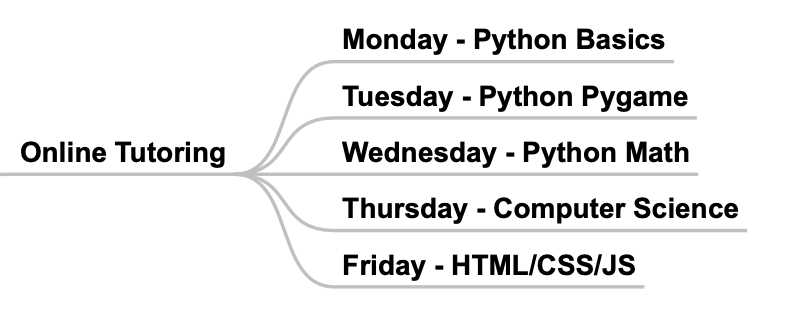 Monday - Python Basics
Tuesday - Python Pygame
Online Tutoring
Wednesday - Python Math
Thursday - Computer Science
Friday - HTML/CSS/JS